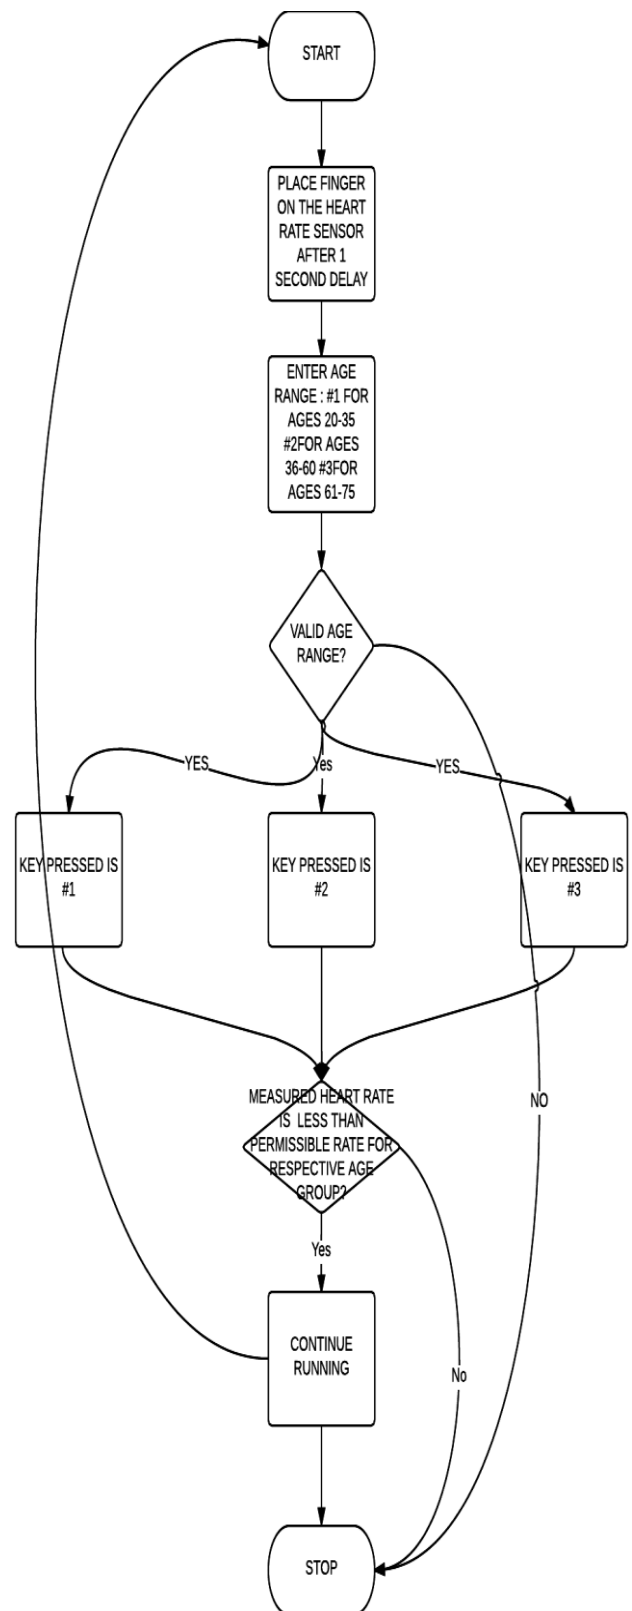 START
PLACE FINGER
ON THE HEART
RATE SENSOR
AFTER 1
SECOND DELAY
ENTER AGE
RANGE : #1 FOR
AGES 20-35
#2FOR AGES
36-60 #3FOR
AGES 61-75
VALID AGE
RANGE?
YES
Yes
YES
KEY PRESSED IS
#1
KEY PRESSED IS
#2
KEY PRESSED IS
#3
MEASURED HEART RATE
IS LESS THAN
PERMISSIBLE RATE FOR
RESPECTIVE AGE
GROUP?
NO
Yes
CONTINUE
RUNNING
No
STOP